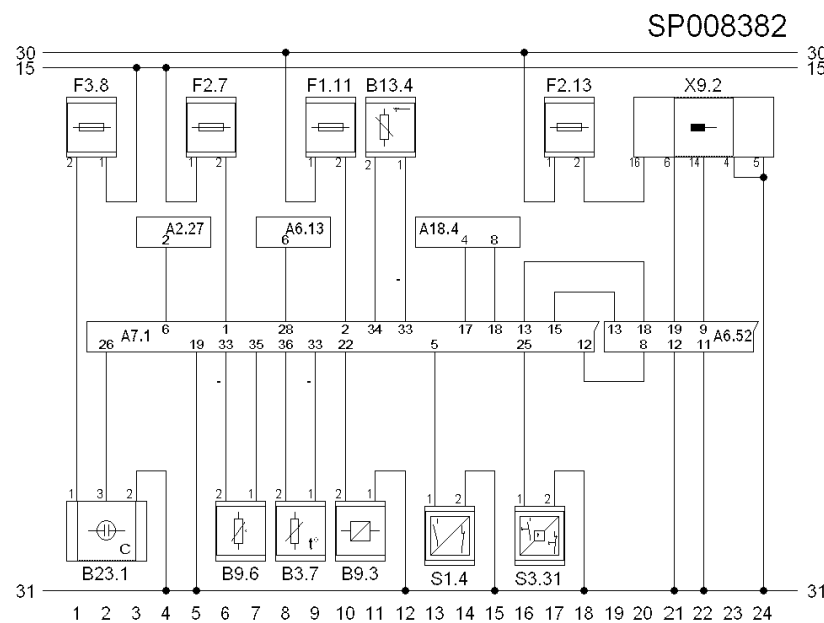 SP008382
30 30
15 15
F3.8 F2.7 F1.11 B13.4 F2.13 X9.2
2 1 1 2 1 2 2 1 1 2 16 6 14 4 5
A2.27 A6.13 A18.4
2 6 4 8
6 1 28 2 34 33 17 18 13 15 13 18 19 9
A7.1 A6.52
26 19 33 35 36 33 22 5 25 12 8 12 11
- - -
1 3 2 2 1 2 1 2 1 1 2 1 2
C t°
B23.1 B9.6 B3.7 B9.3 S1.4 S3.31
31 31
1 2 3 4 5 6 7 8 9 10 11 12 13 14 15 16 17 18 19 20 21 22 23 24